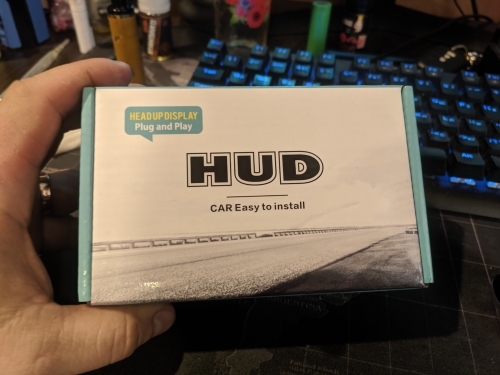 HEAD UP DISPLAY
Plug and Play
HUD
CAR Easy to install